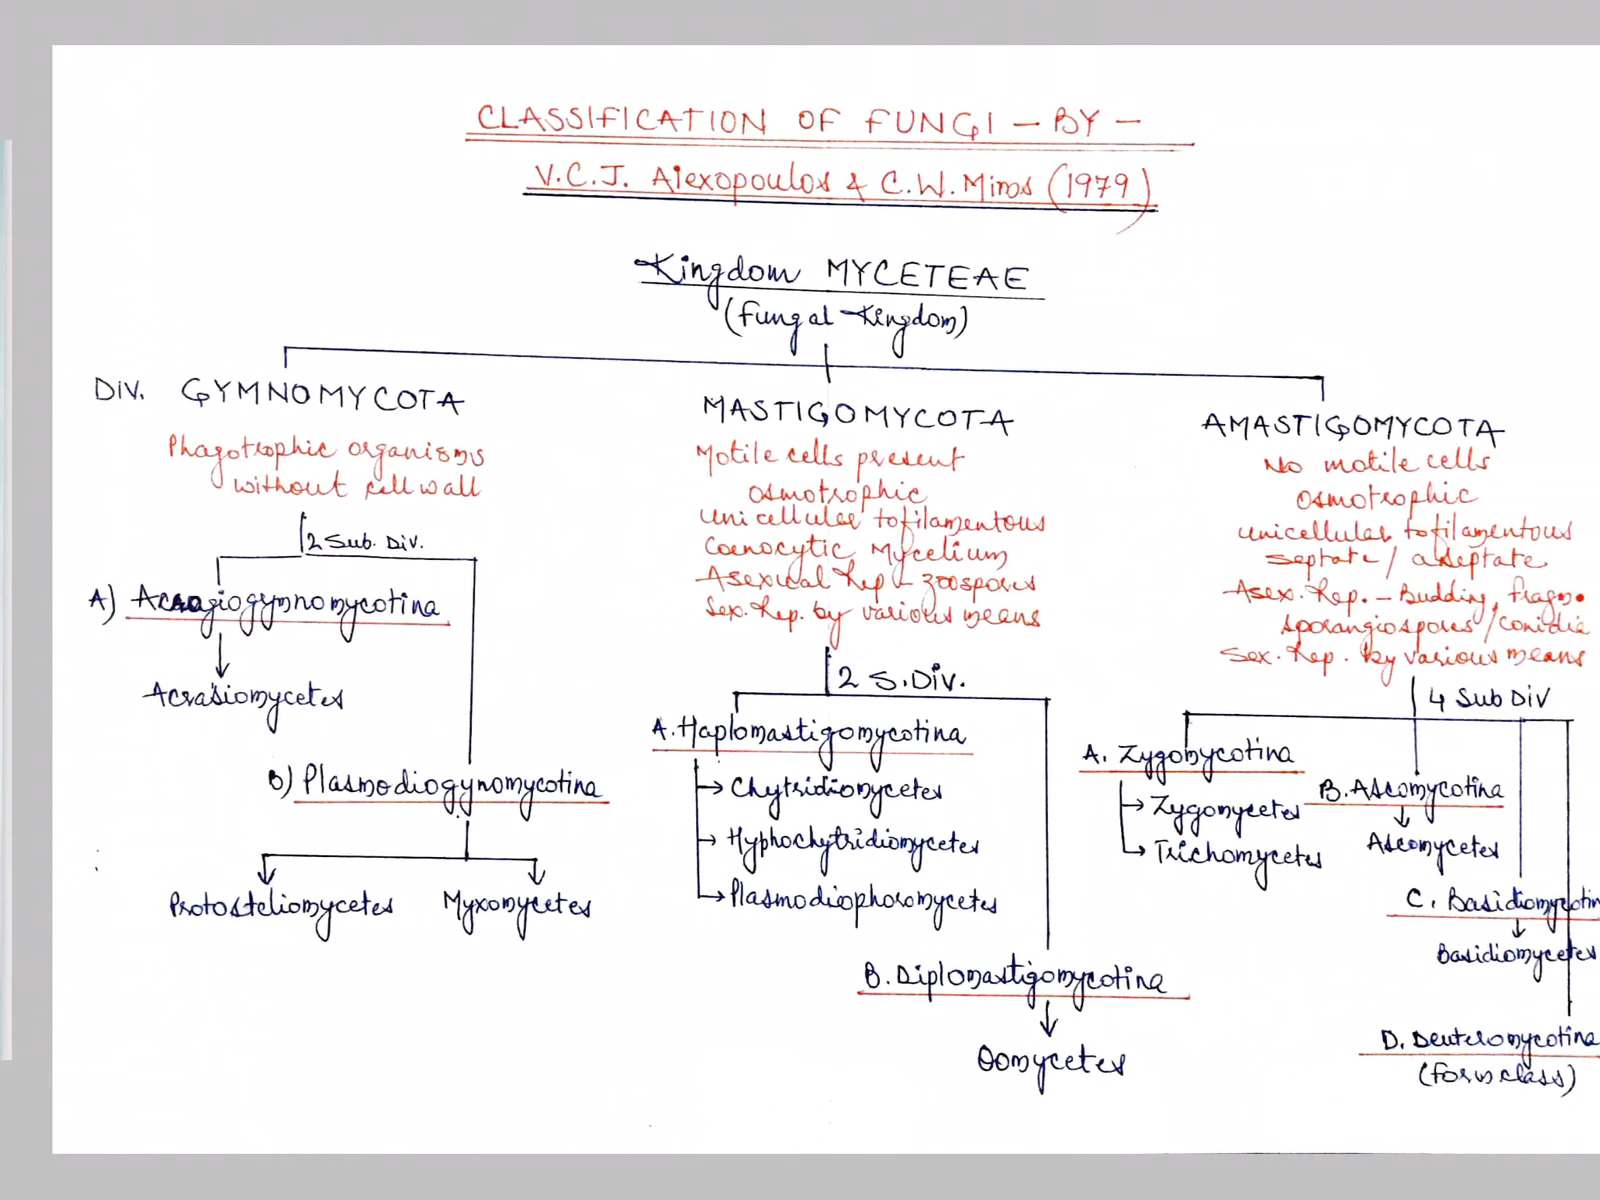 CLASSIFICATION OF FUNGI - BY -
V.C.J. Alexopoulos & C.W. Mims (1979)
Kingdom MYCETEAE
(Fungal Kingdom)
Div. GYMNOMYCOTA
Phagotrophic organisms
without cell wall
2 Sub. Div.
A) Acrasiogymnomycotina
Acrasiomycetes
B) Plasmodiogynomycotina
Protosteliomycetes
Myxomycetes
MASTIGOMYCOTA
Motile cells present
Osmotrophic
Unicellular to filamentous
Coenocytic Mycelium
Asexual Rep - zoospores
Sex. Rep. by various means
2 S. Div.
A. Haplomastigomycotina
Chytridiomycetes
Hyphochytridiomycetes
Plasmodiophoromycetes
B. Diplomastigomycotina
Oomycetes
AMASTIGOMYCOTA
No motile cells
Osmotrophic
Unicellular to filamentous
Septate / aseptate
Asex. Rep. - Budding, fragm.
Sporangiospores / conidia
Sex. Rep. by various means
4 Sub Div
A. Zygomycotina
Zygomycetes
Trichomycetes
B. Ascomycotina
Ascomycetes
C. Basidiomycotin
Basidiomycetes
D. Deuteromycotina
(form class)